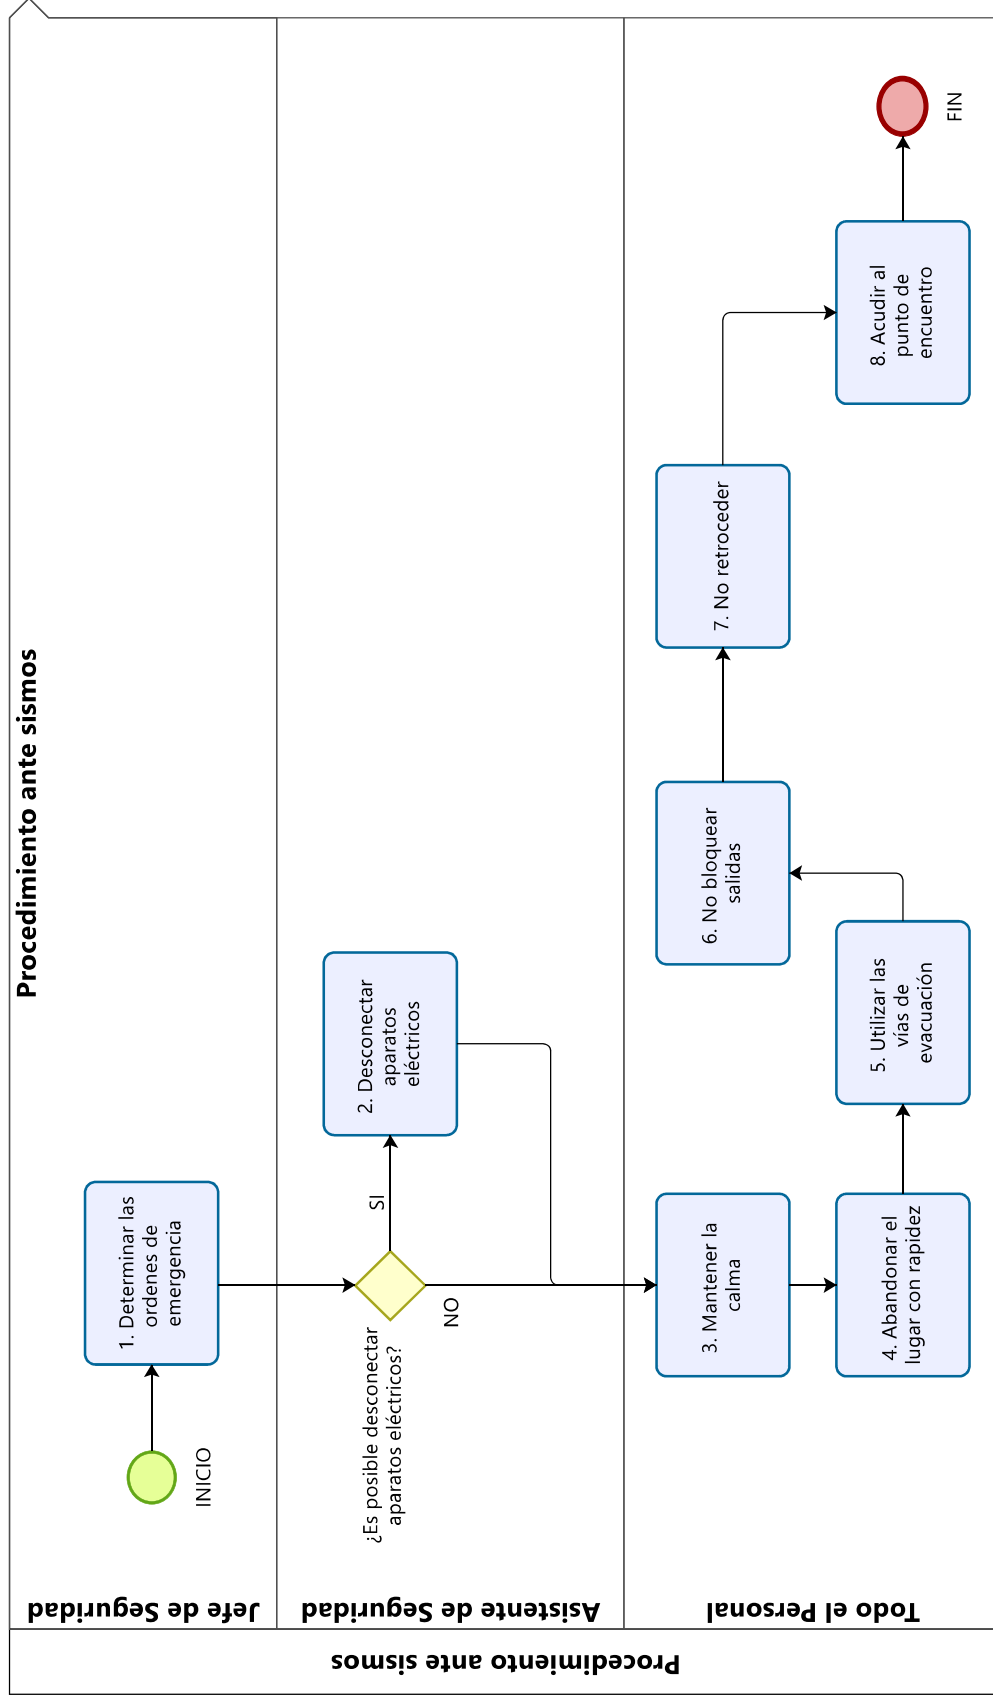 Procedimiento ante sismos
Procedimiento ante sismos
Jefe de Seguridad
INICIO
1. Determinar las
ordenes de
emergencia
Asistente de Seguridad
¿Es posible desconectar
aparatos eléctricos?
SI
NO
2. Desconectar
aparatos
eléctricos
Todo el Personal
3. Mantener la
calma
4. Abandonar el
lugar con rapidez
5. Utilizar las
vías de
evacuación
6. No bloquear
salidas
7. No retroceder
8. Acudir al
punto de
encuentro
FIN